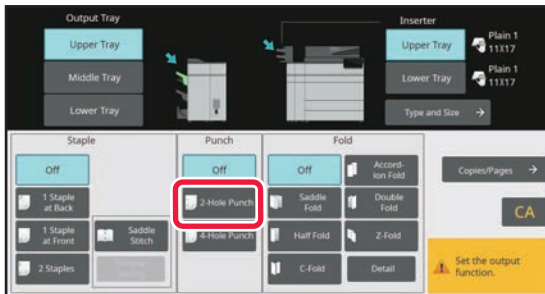 Output Tray
Upper Tray
Middle Tray
Lower Tray
Inserter
Upper Tray
Plain 1
11X17
Lower Tray
Plain 1
11X17
Type and Size →
Staple
Off
1 Staple
at Back
1 Staple
at Front
2 Staples
Saddle
Stitch
Punch
Off
2-Hole Punch
4-Hole Punch
Fold
Off
Accord-
ion Fold
Saddle
Fold
Double
Fold
Half Fold
Z-Fold
C-Fold
Detail
Copies/Pages →
CA
Set the output
function.